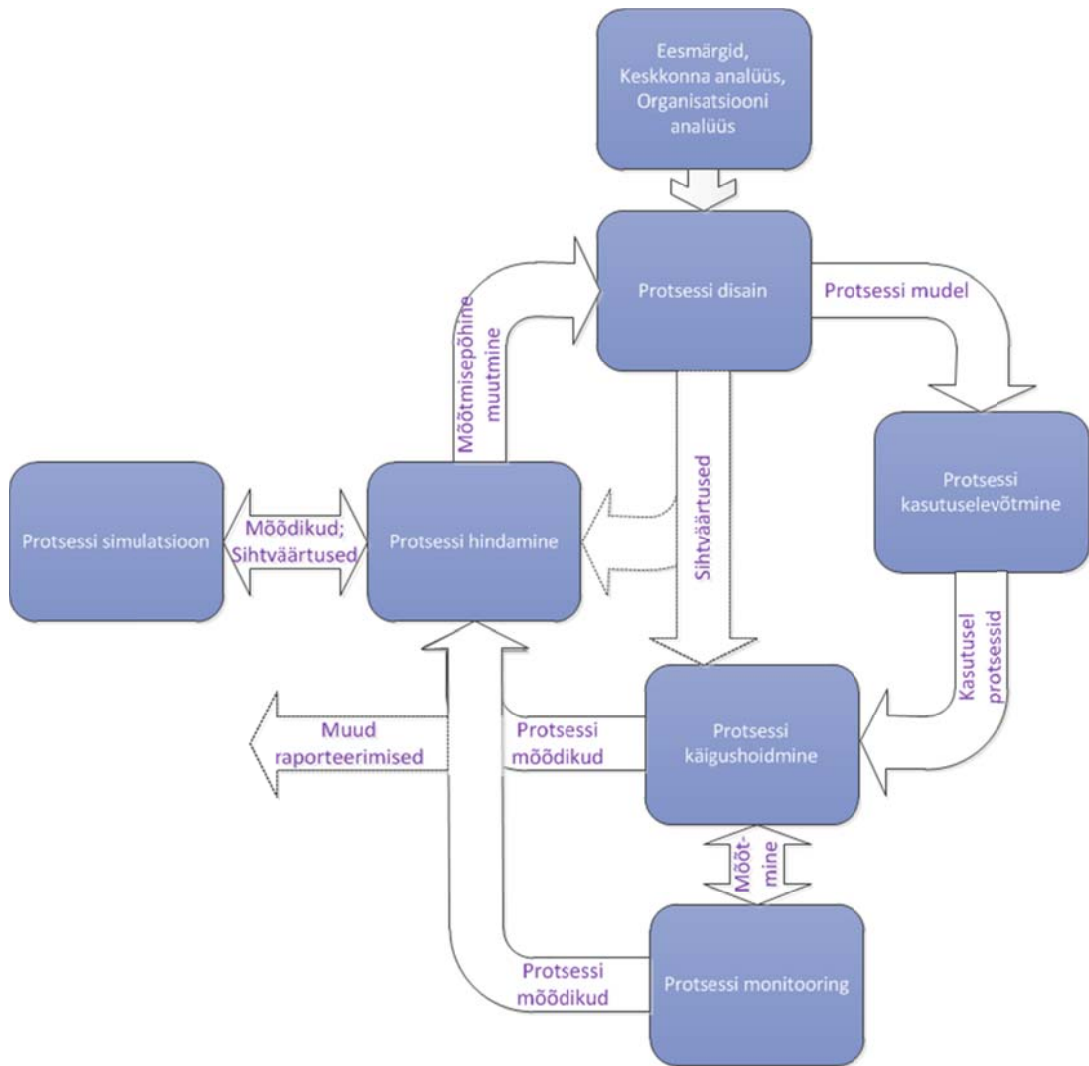 Eesmärgid,
Keskkonna analüüs,
Organisatsiooni
analüüs
Protsessi disain
Protsessi mudel
Mõõtmisepõhine
muutmine
Protsessi
kasutuselevõtmine
Sihtväärtused
Protsessi simulatsioon
Mõõdikud;
Sihtväärtused
Protsessi hindamine
Kasutusel
protsessid
Muud
raporteerimised
Protsessi
mõõdikud
Protsessi
käigushoidmine
Mõõt-
mine
Protsessi
mõõdikud
Protsessi monitooring